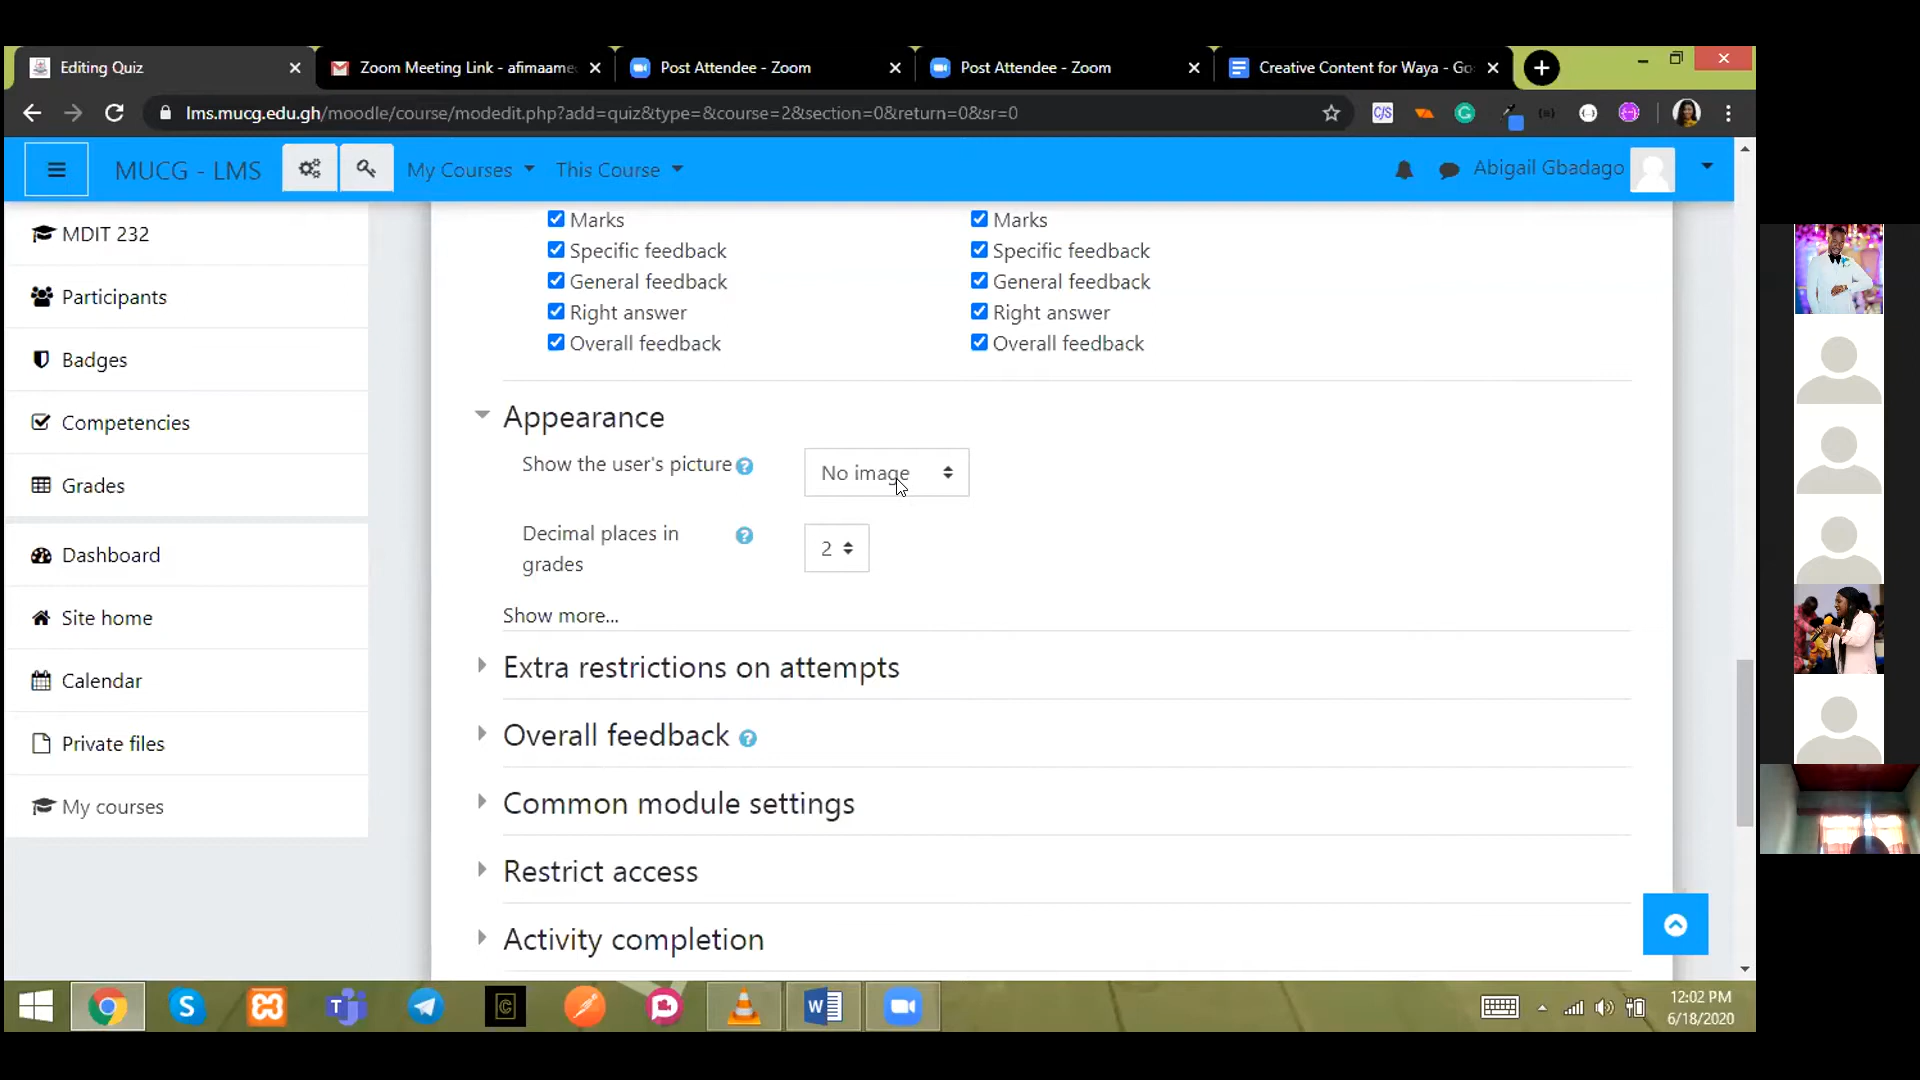 Editing Quiz
Zoom Meeting Link - afimaame
Post Attendee - Zoom
Post Attendee - Zoom
Creative Content for Waya - Go
lms.mucg.edu.gh/moodle/course/modedit.php?add=quiz&type=&course=2&section=0&return=0&sr=0
MUCG - LMS
My Courses
This Course
Abigail Gbadago
MDIT 232
Participants
Badges
Competencies
Grades
Dashboard
Site home
Calendar
Private files
My courses
Marks
Marks
Specific feedback
Specific feedback
General feedback
General feedback
Right answer
Right answer
Overall feedback
Overall feedback
Appearance
Show the user's picture
No image
Decimal places in
grades
2
Show more...
Extra restrictions on attempts
Overall feedback
Common module settings
Restrict access
Activity completion
12:02 PM
6/18/2020